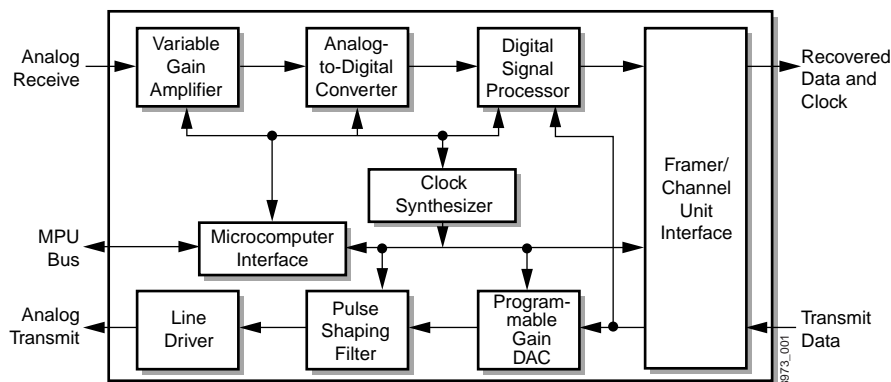 Analog
Receive
Variable
Gain
Amplifier
Analog-
to-Digital
Converter
Digital
Signal
Processor
Recovered
Data and
Clock
Framer/
Channel
Unit
Interface
Clock
Synthesizer
MPU
Bus
Microcomputer
Interface
Analog
Transmit
Line
Driver
Pulse
Shaping
Filter
Program-
mable
Gain
DAC
Transmit
Data